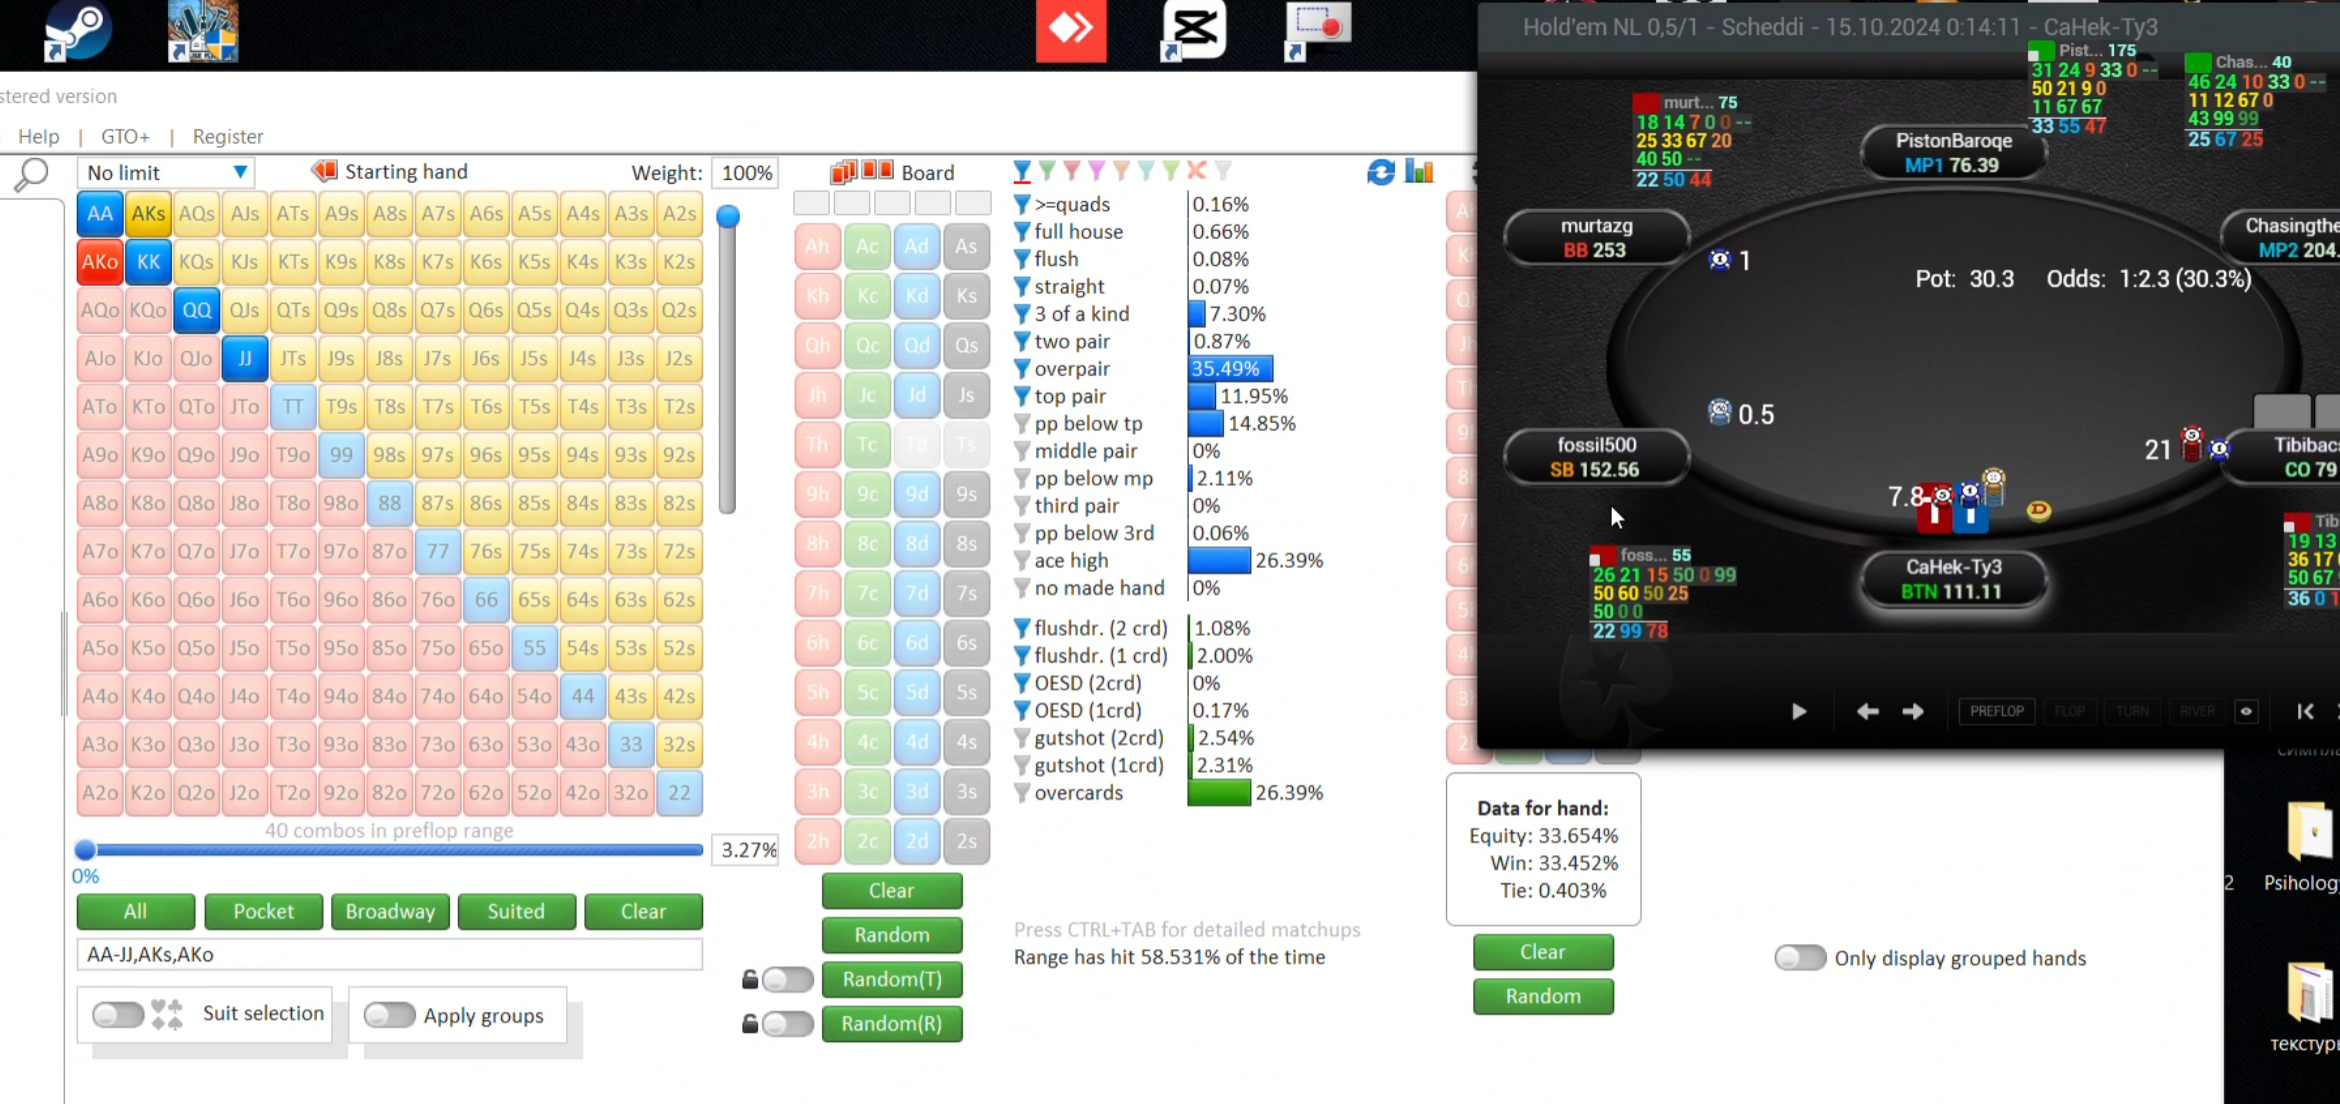 stered version
Help | GTO+ | Register
No limit
Starting hand
Weight: 100%
AA AKs AQs AJs ATs A9s A8s A7s A6s A5s A4s A3s A2s
AKo KK KQs KJs KTs K9s K8s K7s K6s K5s K4s K3s K2s
AQo KQo QQ QJs QTs Q9s Q8s Q7s Q6s Q5s Q4s Q3s Q2s
AJo KJo QJo JJ JTs J9s J8s J7s J6s J5s J4s J3s J2s
ATo KTo QTo JTo TT T9s T8s T7s T6s T5s T4s T3s T2s
A9o K9o Q9o J9o T9o 99 98s 97s 96s 95s 94s 93s 92s
A8o K8o Q8o J8o T8o 98o 88 87s 86s 85s 84s 83s 82s
A7o K7o Q7o J7o T7o 97o 87o 77 76s 75s 74s 73s 72s
A6o K6o Q6o J6o T6o 96o 86o 76o 66 65s 64s 63s 62s
A5o K5o Q5o J5o T5o 95o 85o 75o 65o 55 54s 53s 52s
A4o K4o Q4o J4o T4o 94o 84o 74o 64o 54o 44 43s 42s
A3o K3o Q3o J3o T3o 93o 83o 73o 63o 53o 43o 33 32s
A2o K2o Q2o J2o T2o 92o 82o 72o 62o 52o 42o 32o 22
40 combos in preflop range
3.27%
0%
All Pocket Broadway Suited Clear
AA-JJ,AKs,AKo
Suit selection
Apply groups
Board
Ah Ac Ad As
Kh Kc Kd Ks
Qh Qc Qd Qs
Jh Jc Jd Js
Th Tc Td Ts
9h 9c 9d 9s
8h 8c 8d 8s
7h 7c 7d 7s
6h 6c 6d 6s
5h 5c 5d 5s
4h 4c 4d 4s
3h 3c 3d 3s
2h 2c 2d 2s
Clear
Random
Random(T)
Random(R)
>=quads 0.16%
full house 0.66%
flush 0.08%
straight 0.07%
3 of a kind 7.30%
two pair 0.87%
overpair 35.49%
top pair 11.95%
pp below tp 14.85%
middle pair 0%
pp below mp 2.11%
third pair 0%
pp below 3rd 0.06%
ace high 26.39%
no made hand 0%
flushdr. (2 crd) 1.08%
flushdr. (1 crd) 2.00%
OESD (2crd) 0%
OESD (1crd) 0.17%
gutshot (2crd) 2.54%
gutshot (1crd) 2.31%
overcards 26.39%
Press CTRL+TAB for detailed matchups
Range has hit 58.531% of the time
Data for hand:
Equity: 33.654%
Win: 33.452%
Tie: 0.403%
Clear
Random
Only display grouped hands
Hold'em NL 0,5/1 - Scheddi - 15.10.2024 0:14:11 - CaHek-Ty3
Pist... 175
31 24 9 33 0 --
50 21 9 0
11 67 67
33 55 47
Chas... 40
46 24 10 33 0 --
11 12 67 0
43 99 99
25 67 25
murt... 75
18 14 7 0 0 --
25 33 67 20
40 50 --
22 50 44
PistonBaroqe
MP1 76.39
murtazg
BB 253
Chasingthe
MP2 204.
1
Pot: 30.3 Odds: 1:2.3 (30.3%)
0.5
fossil500
SB 152.56
21
Tibibac
CO 79
7.8
D
CaHek-Ty3
BTN 111.11
foss... 55
26 21 15 50 0 99
50 60 50 25
50 0 0
22 99 78
Tib
19 13
36 17
50 67
36 0 1
PREFLOP FLOP TURN RIVER
2
Psiholog
текстур